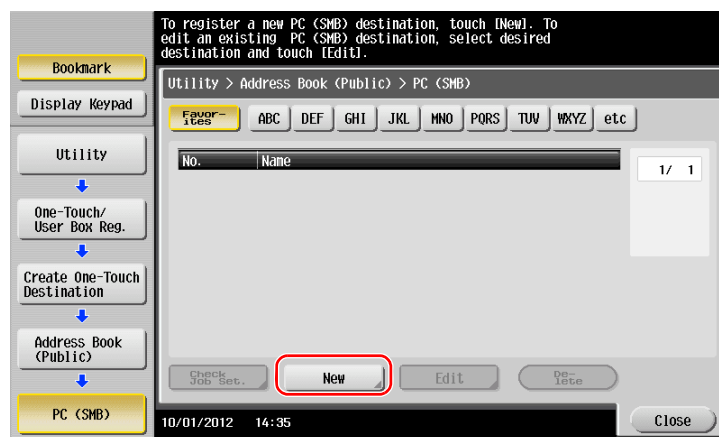 To register a new PC (SMB) destination, touch [New]. To
edit an existing PC (SMB) destination, select desired
destination and touch [Edit].
Bookmark
Display Keypad
Utility
One-Touch/
User Box Reg.
Create One-Touch
Destination
Address Book
(Public)
PC (SMB)
Utility > Address Book (Public) > PC (SMB)
Favor-
ites
ABC DEF GHI JKL MNO PQRS TUV WXYZ etc
No. Name
1/ 1
Check
Job Set.
New
Edit
De-
lete
10/01/2012 14:35
Close